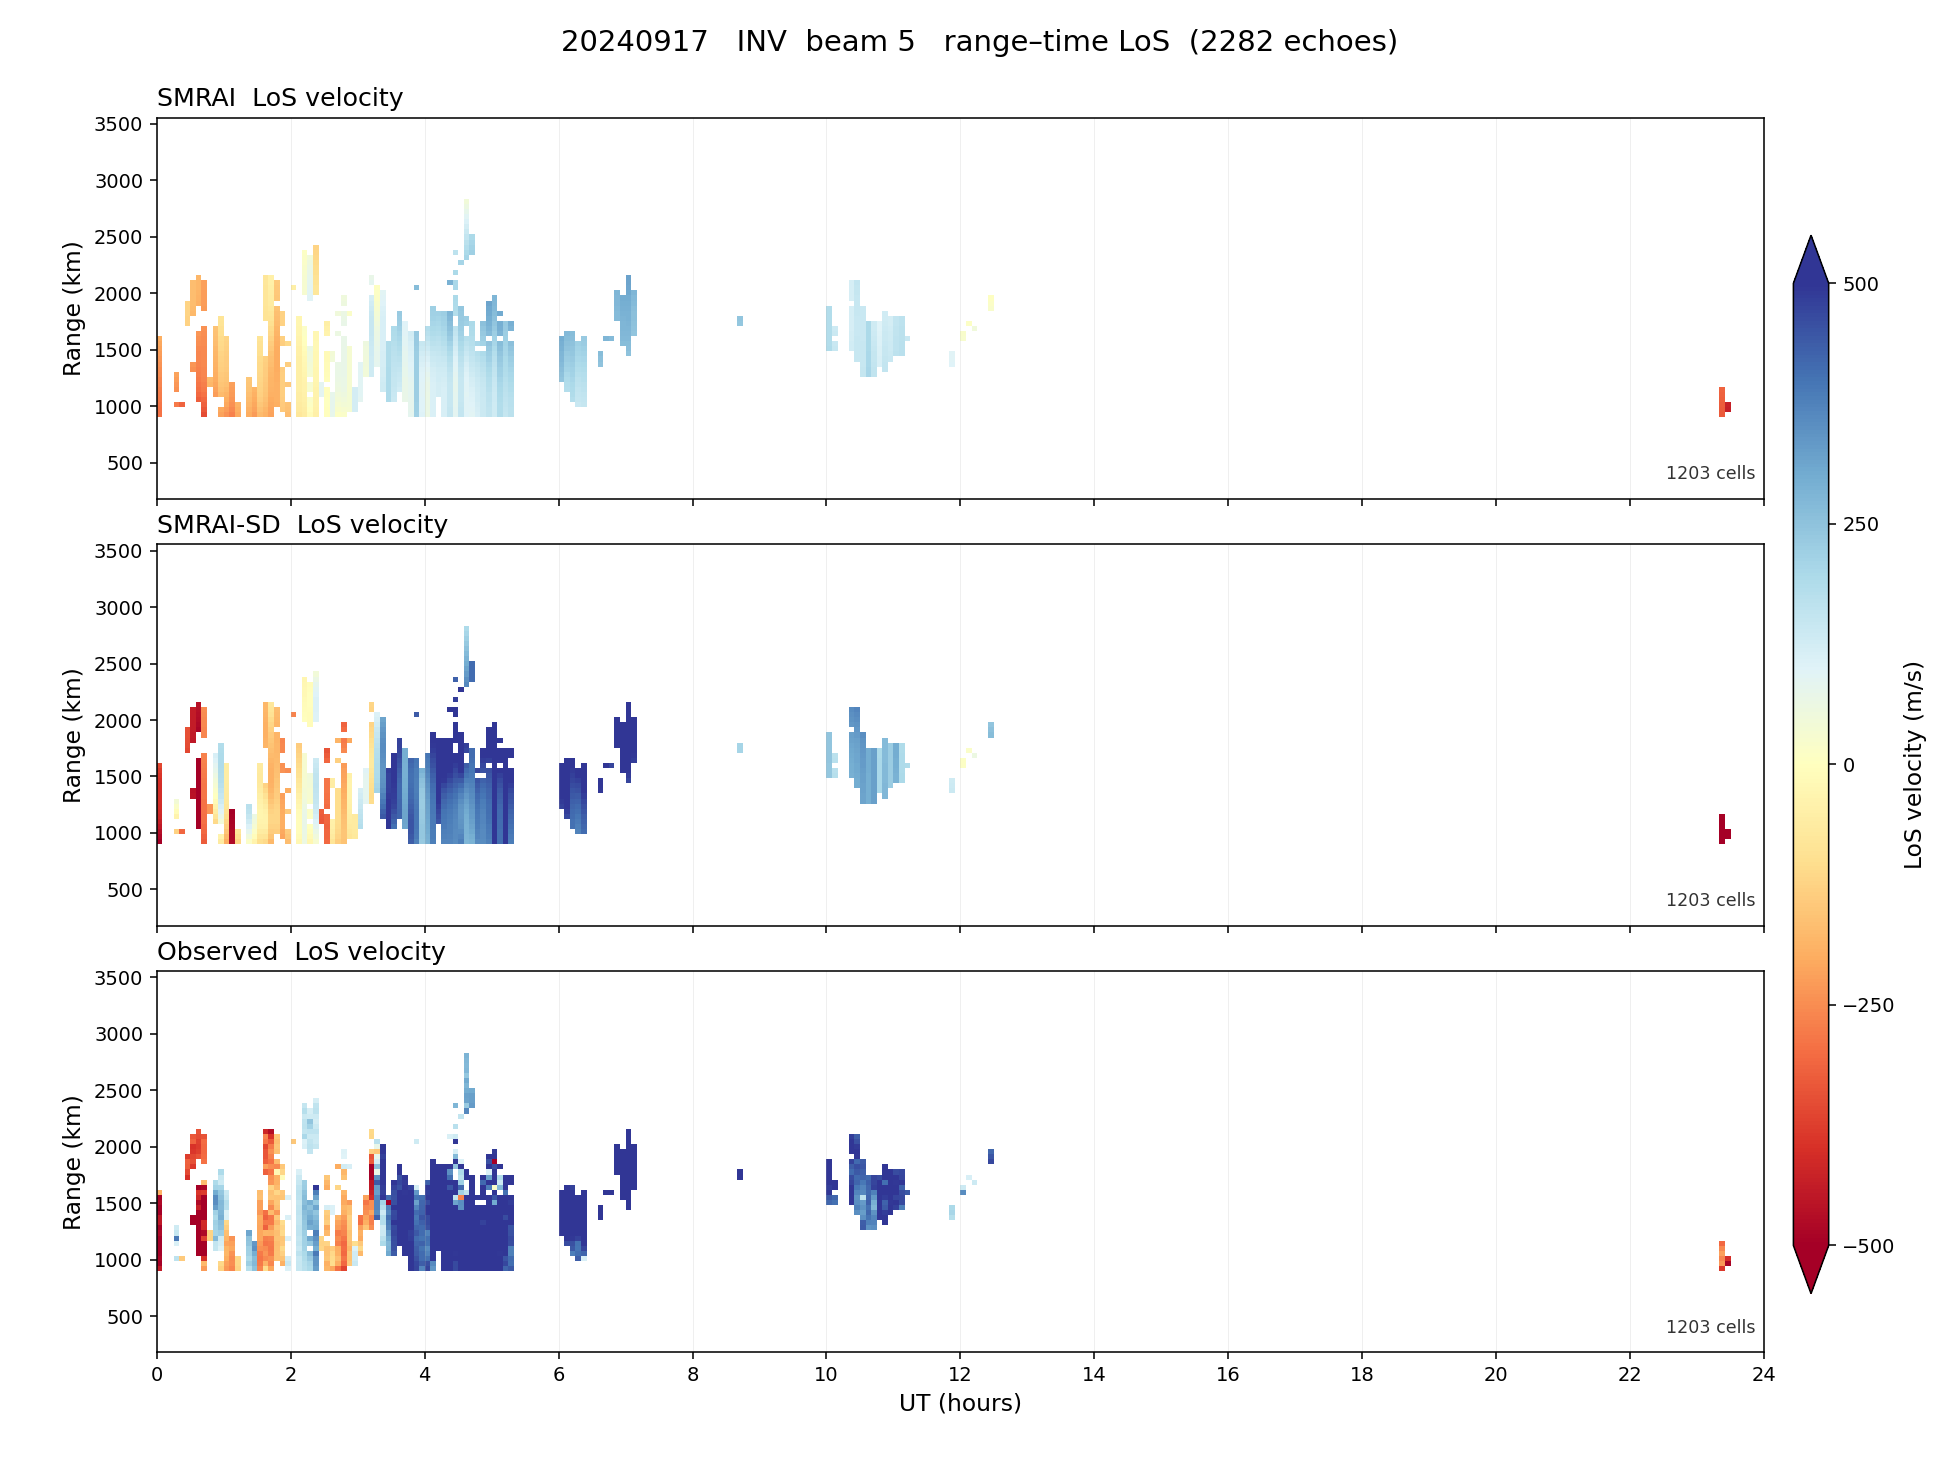 20240917   INV  beam 5   range–time LoS  (2282 echoes)
SMRAI  LoS velocity
3500
3000
2500
2000
1500
1000
500
Range (km)
1203 cells
SMRAI-SD  LoS velocity
3500
3000
2500
2000
1500
1000
500
Range (km)
1203 cells
Observed  LoS velocity
3500
3000
2500
2000
1500
1000
500
Range (km)
1203 cells
0 2 4 6 8 10 12 14 16 18 20 22 24
UT (hours)
500
250
0
−250
−500
LoS velocity (m/s)